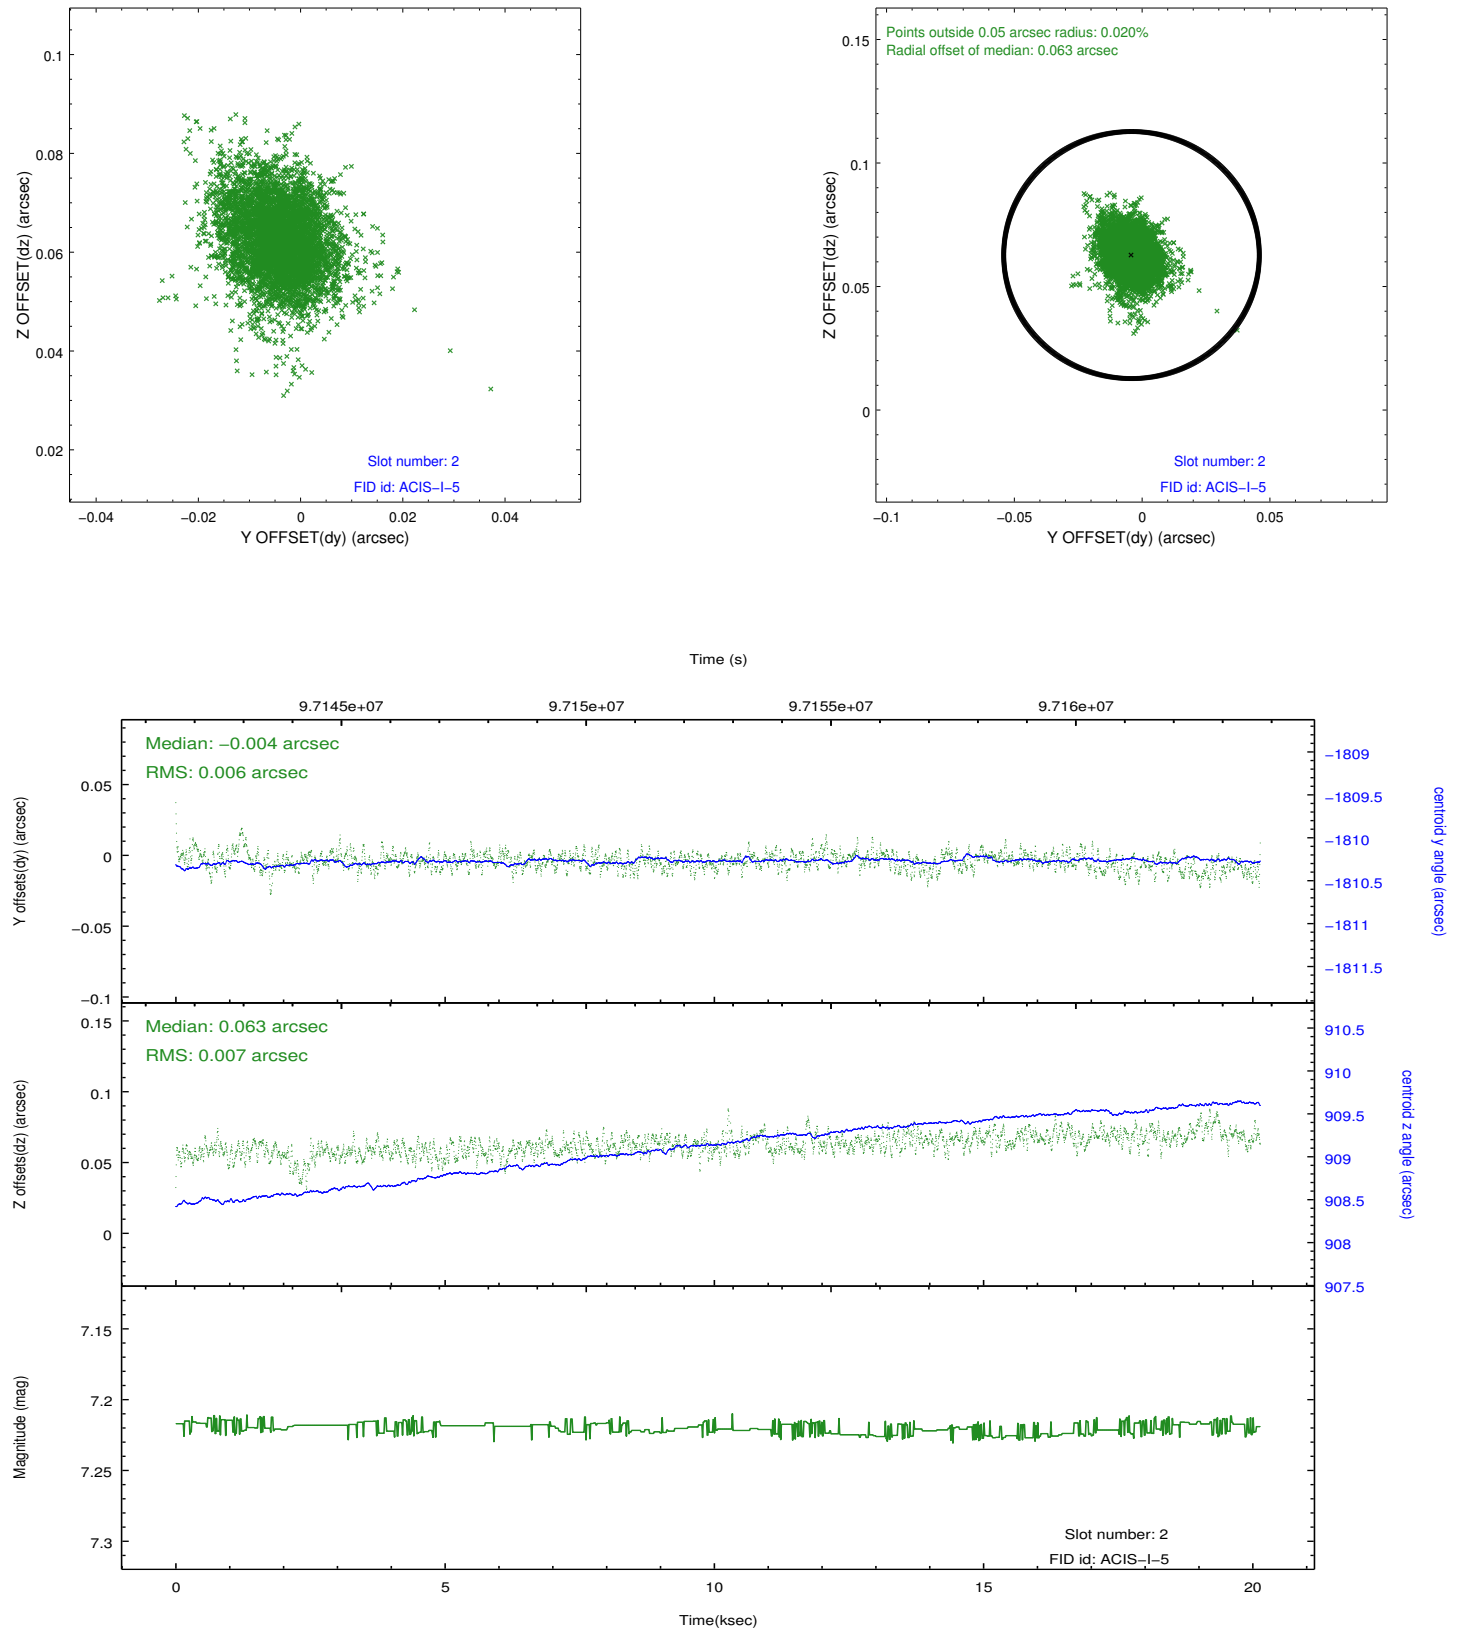 0.1
0.08
0.06
0.04
0.02
Z OFFSET(dz) (arcsec)
Slot number: 2
FID id: ACIS−I−5
−0.04 −0.02 0 0.02 0.04
Y OFFSET(dy) (arcsec)
Points outside 0.05 arcsec radius: 0.020%
Radial offset of median: 0.063 arcsec
0.15
0.1
0.05
0
Z OFFSET(dz) (arcsec)
Slot number: 2
FID id: ACIS−I−5
−0.1 −0.05 0 0.05
Y OFFSET(dy) (arcsec)
Time (s)
9.7145e+07 9.715e+07 9.7155e+07 9.716e+07
Median: −0.004 arcsec
RMS: 0.006 arcsec
0.05
0
−0.05
−0.1
Y offsets(dy) (arcsec)
−1809
−1809.5
−1810
−1810.5
−1811
−1811.5
centroid y angle (arcsec)
Median: 0.063 arcsec
RMS: 0.007 arcsec
0.15
0.1
0.05
0
Z offsets(dz) (arcsec)
910.5
910
909.5
909
908.5
908
907.5
centroid z angle (arcsec)
7.15
7.2
7.25
7.3
Magnitude (mag)
Slot number: 2
FID id: ACIS−I−5
0 5 10 15 20
Time(ksec)